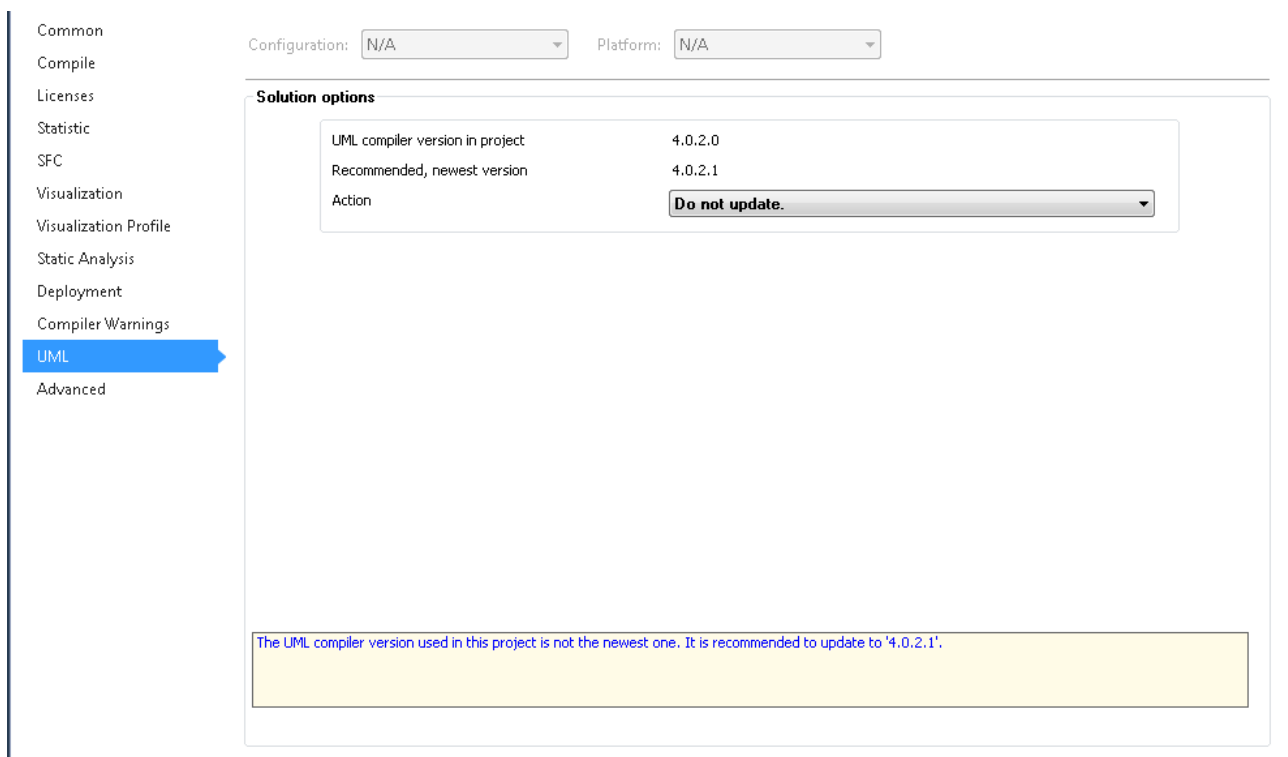 Common
Compile
Licenses
Statistic
SFC
Visualization
Visualization Profile
Static Analysis
Deployment
Compiler Warnings
UML
Advanced
Configuration: N/A Platform: N/A
Solution options
UML compiler version in project 4.0.2.0
Recommended, newest version 4.0.2.1
Action Do not update.
The UML compiler version used in this project is not the newest one. It is recommended to update to '4.0.2.1'.